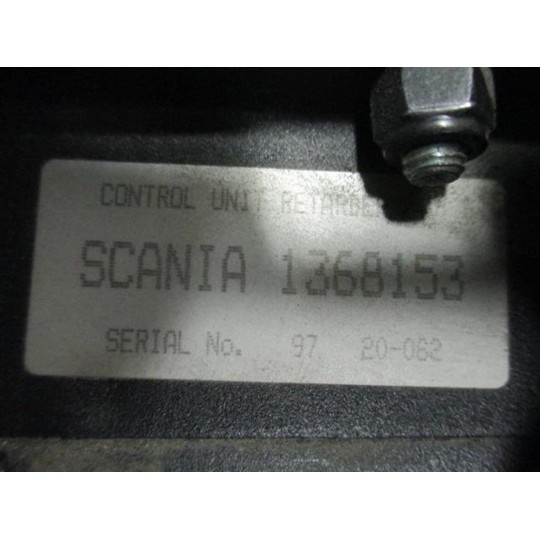 CONTROL UNIT RETARDER
SCANIA 1368153
SERIAL No. 97 20-062